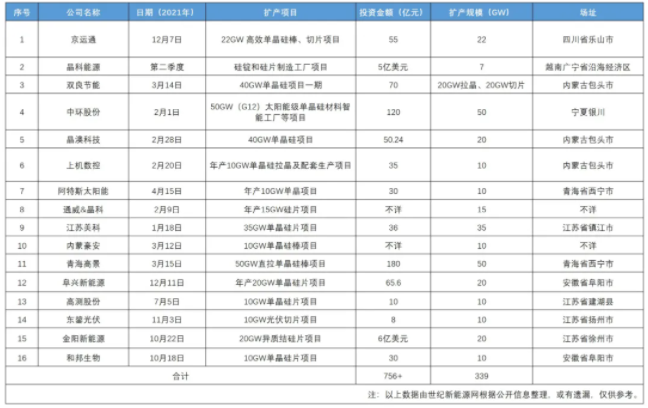 序号 公司名称 日期（2021年） 扩产项目 投资金额（亿元） 扩产规模（GW） 场址
1 京运通 12月7日 22GW 高效单晶硅棒、切片项目 55 22 四川省乐山市
2 晶科能源 第二季度 硅锭和硅片制造工厂项目 5亿美元 7 越南广宁省沿海经济区
3 双良节能 3月14日 40GW单晶硅项目一期 70 20GW拉晶、20GW切片 内蒙古包头市
4 中环股份 2月1日 50GW（G12）太阳能级单晶硅材料智
能工厂等项目 120 50 宁夏银川
5 晶澳科技 2月28日 40GW单晶硅项目 50.24 20 内蒙古包头市
6 上机数控 2月20日 年产10GW单晶硅拉晶及配套生产项目 35 10 内蒙古包头市
7 阿特斯太阳能 4月15日 年产10GW单晶项目 30 10 青海省西宁市
8 通威&晶科 2月9日 年产15GW硅片项目 不详 15 不详
9 江苏美科 1月18日 35GW单晶硅片项目 36 35 江苏省镇江市
10 内蒙豪安 3月12日 10GW单晶硅棒项目 不详 10 不详
11 青海高景 3月15日 50GW直拉单晶硅棒项目 180 50 青海省西宁市
12 阜兴新能源 12月11日 年产20GW单晶硅片项目 65.6 20 安徽省阜阳市
13 高测股份 7月5日 10GW单晶硅片项目 10 10 江苏省建湖县
14 东鋆光伏 11月3日 10GW光伏切片项目 8 10 江苏省扬州市
15 金阳新能源 10月22日 20GW异质结硅片项目 6亿美元 20 江苏省徐州市
16 和邦生物 10月18日 10GW单晶硅片项目 30 10 安徽省阜阳市
合计 756+ 339
注：以上数据由世纪新能源网根据公开信息整理，或有遗漏，仅供参考。